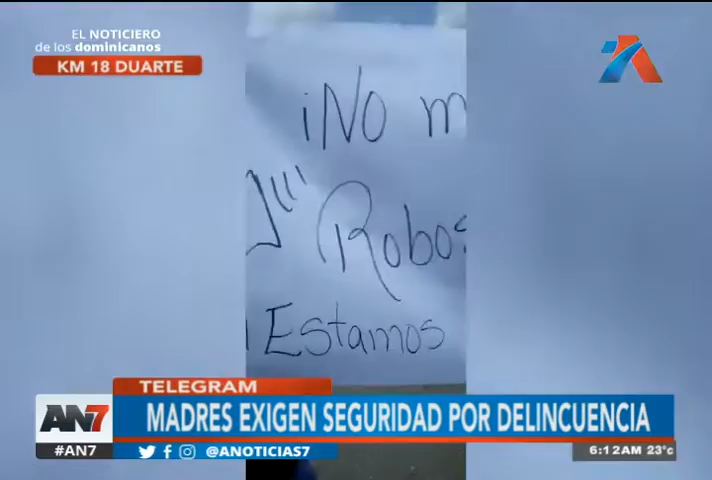 EL NOTICIERO
de los dominicanos
KM 18 DUARTE
¡No m
Robos
Estamos
TELEGRAM
AN7
MADRES EXIGEN SEGURIDAD POR DELINCUENCIA
#AN7
@ANOTICIAS7
6:12AM 23°c